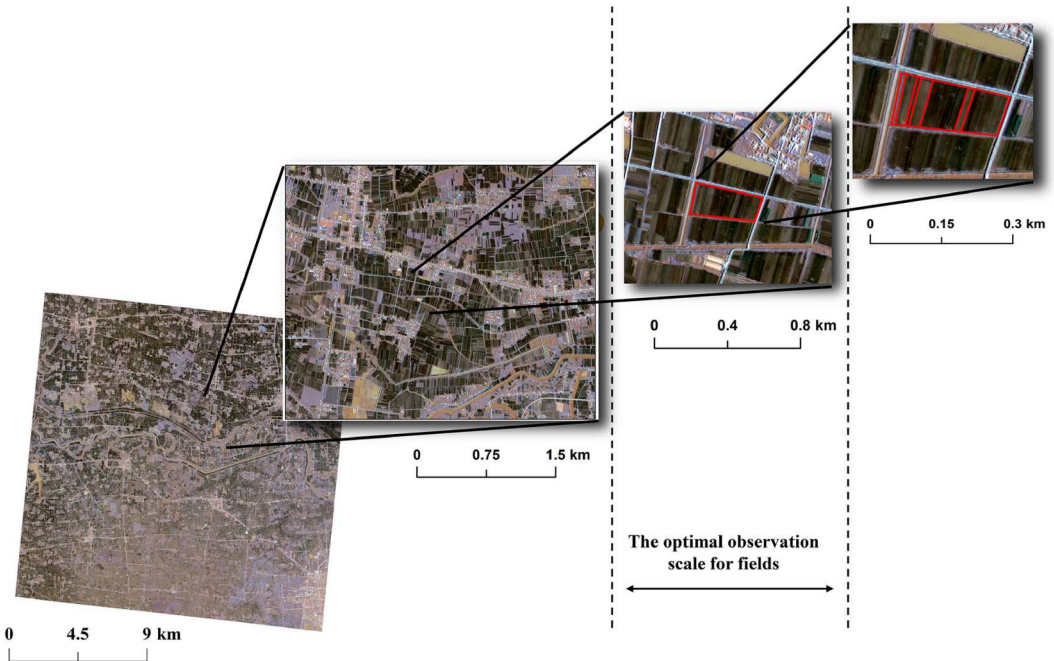 0 0.15 0.3 km
0 0.4 0.8 km
0 0.75 1.5 km
The optimal observation
scale for fields
0 4.5 9 km